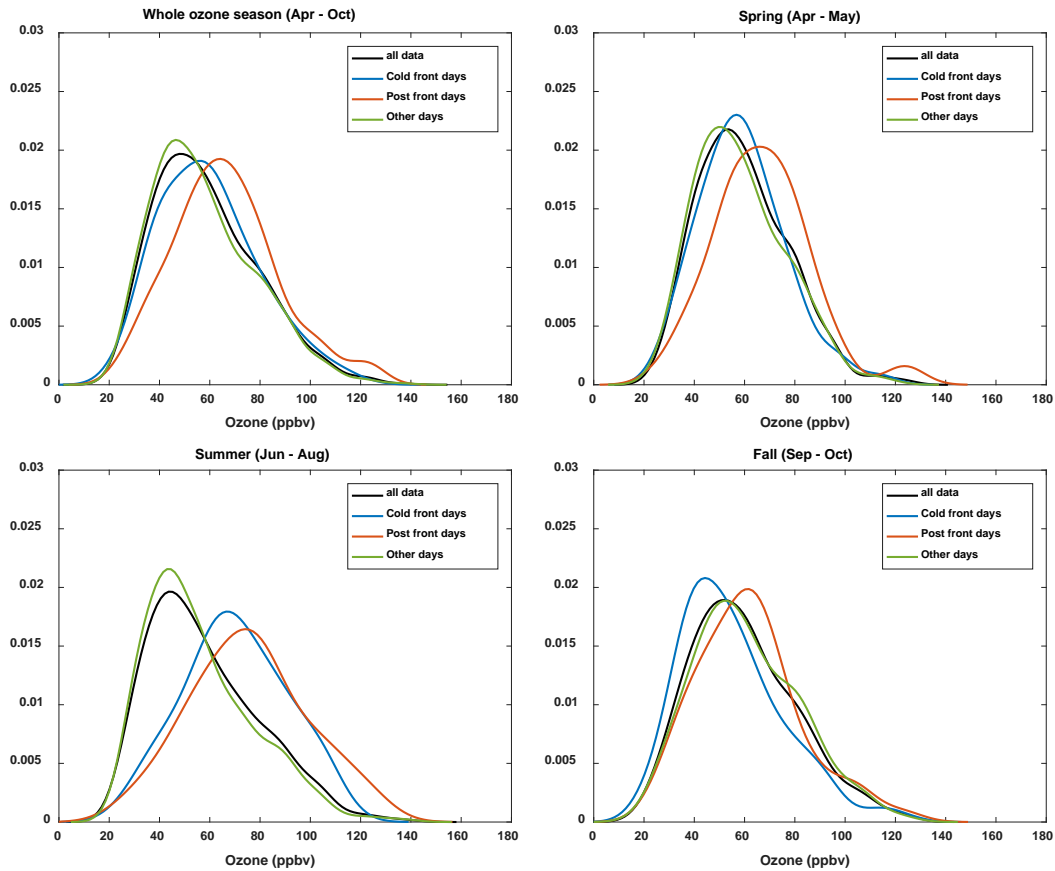 Whole ozone season (Apr - Oct)
0.03
0.025
0.02
0.015
0.01
0.005
0
0 20 40 60 80 100 120 140 160 180
Ozone (ppbv)
all data
Cold front days
Post front days
Other days
Spring (Apr - May)
0.03
0.025
0.02
0.015
0.01
0.005
0
0 20 40 60 80 100 120 140 160 180
Ozone (ppbv)
all data
Cold front days
Post front days
Other days
Summer (Jun - Aug)
0.03
0.025
0.02
0.015
0.01
0.005
0
0 20 40 60 80 100 120 140 160 180
Ozone (ppbv)
all data
Cold front days
Post front days
Other days
Fall (Sep - Oct)
0.03
0.025
0.02
0.015
0.01
0.005
0
0 20 40 60 80 100 120 140 160 180
Ozone (ppbv)
all data
Cold front days
Post front days
Other days